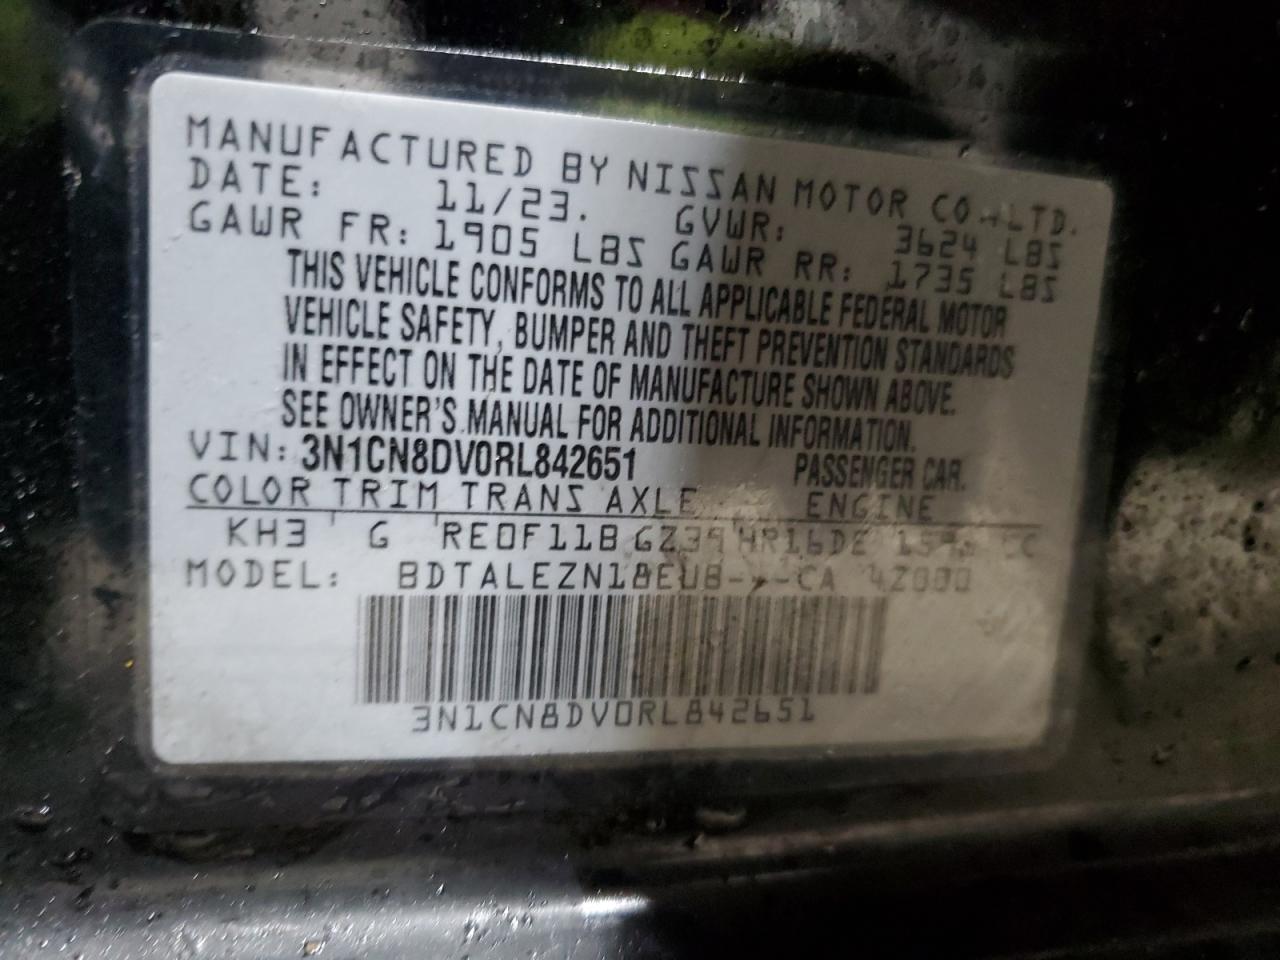 MANUFACTURED BY NISSAN MOTOR CO., LTD.
DATE: 11/23. GVWR: 3624 LBS
GAWR FR: 1905 LBS GAWR RR: 1735 LBS
THIS VEHICLE CONFORMS TO ALL APPLICABLE FEDERAL MOTOR
VEHICLE SAFETY, BUMPER AND THEFT PREVENTION STANDARDS
IN EFFECT ON THE DATE OF MANUFACTURE SHOWN ABOVE.
SEE OWNER'S MANUAL FOR ADDITIONAL INFORMATION.
VIN: 3N1CN8DV0RL842651 PASSENGER CAR.
COLOR TRIM TRANS AXLE ENGINE
KH3 G RE0F11B GZ39 HR16DE CC
MODEL: BDTALEZN18EUB-
3N1CN8DV0RL842651